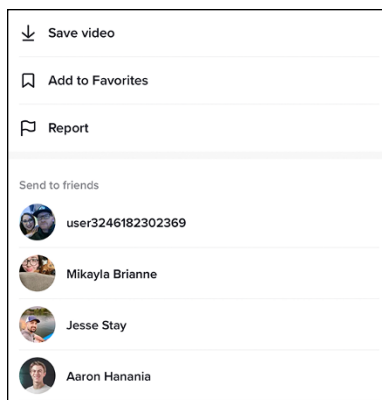 Save video
Add to Favorites
Report
Send to friends
user3246182302369
Mikayla Brianne
Jesse Stay
Aaron Hanania